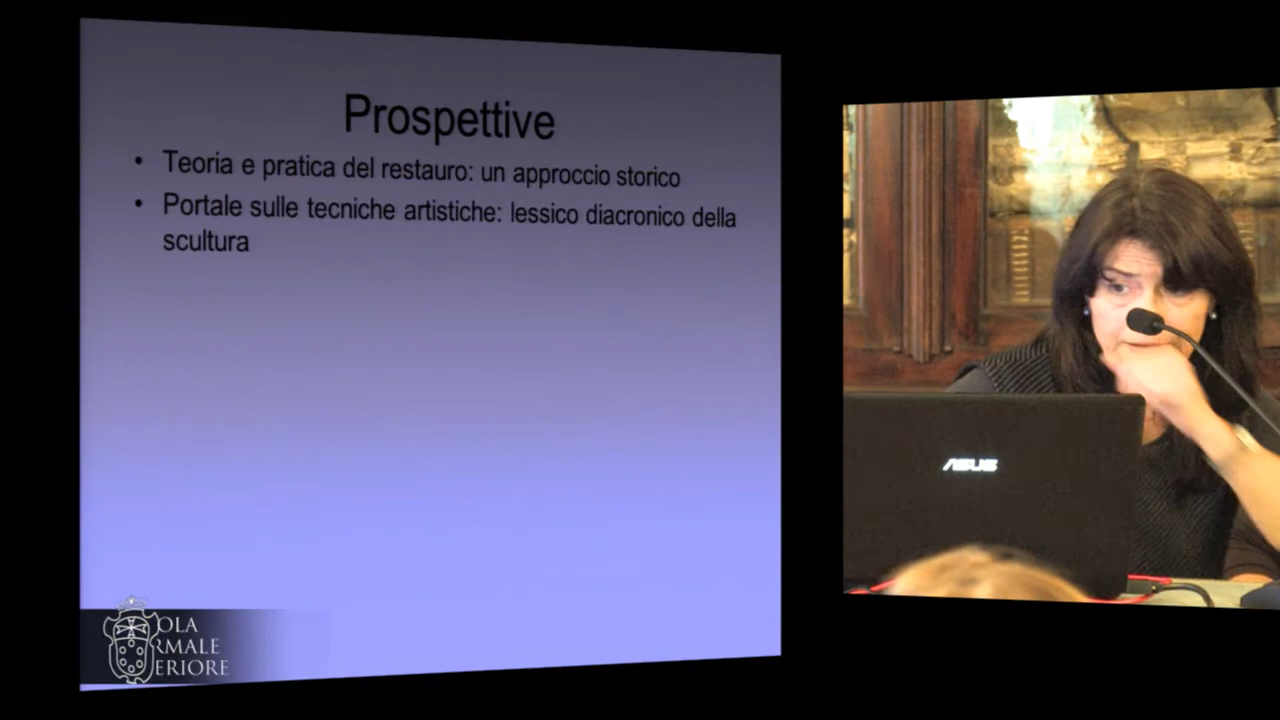 Prospettive
• Teoria e pratica del restauro: un approccio storico
• Portale sulle tecniche artistiche: lessico diacronico della
scultura
OLA
RMALE
ERIORE
ASUS